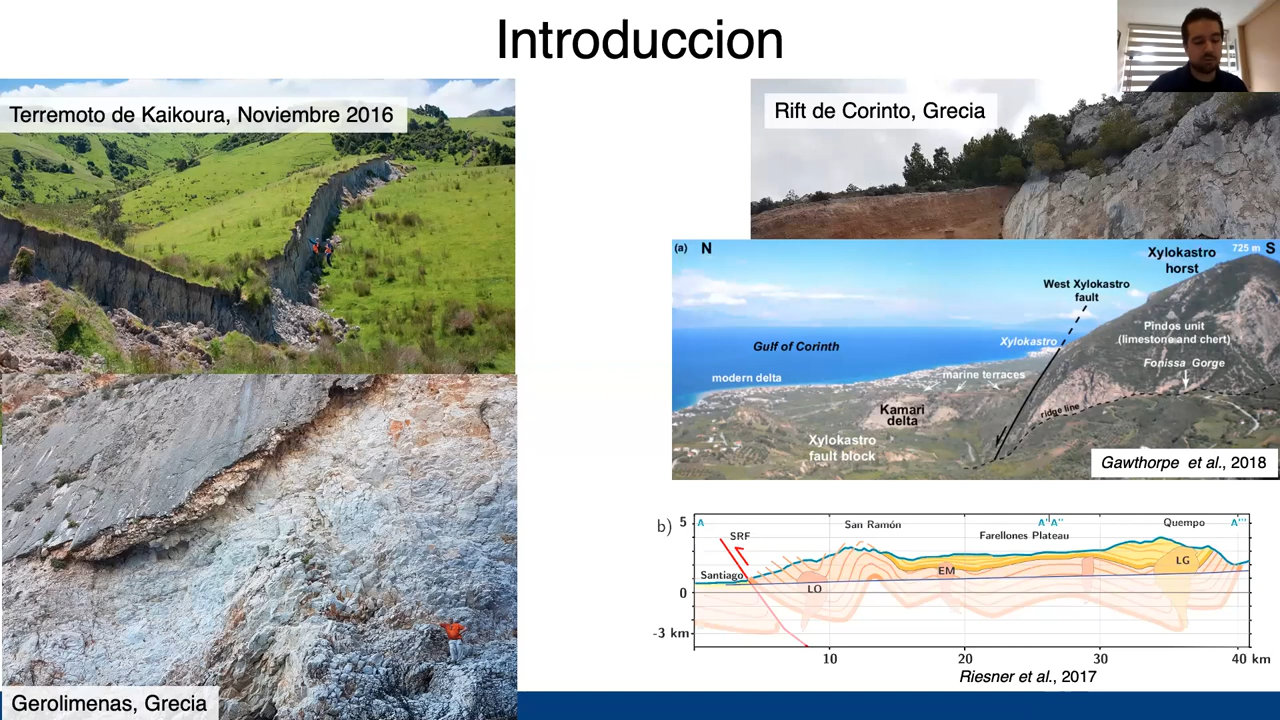 Introduccion
Terremoto de Kaikoura, Noviembre 2016
Rift de Corinto, Grecia
(a) N
725 m S
Xylokastro
horst
West Xylokastro
fault
Pindos unit
(limestone and chert)
Xylokastro
Gulf of Corinth
Fonissa Gorge
modern delta
marine terraces
Kamari
delta
ridge line
Xylokastro
fault block
Gawthorpe et al., 2018
b)
5
A
San Ramón
A' A''
Quempo
A'''
SRF
Farellones Plateau
Santiago
EM
LG
LO
0
-3 km
10
20
30
40 km
Riesner et al., 2017
Gerolimenas, Grecia